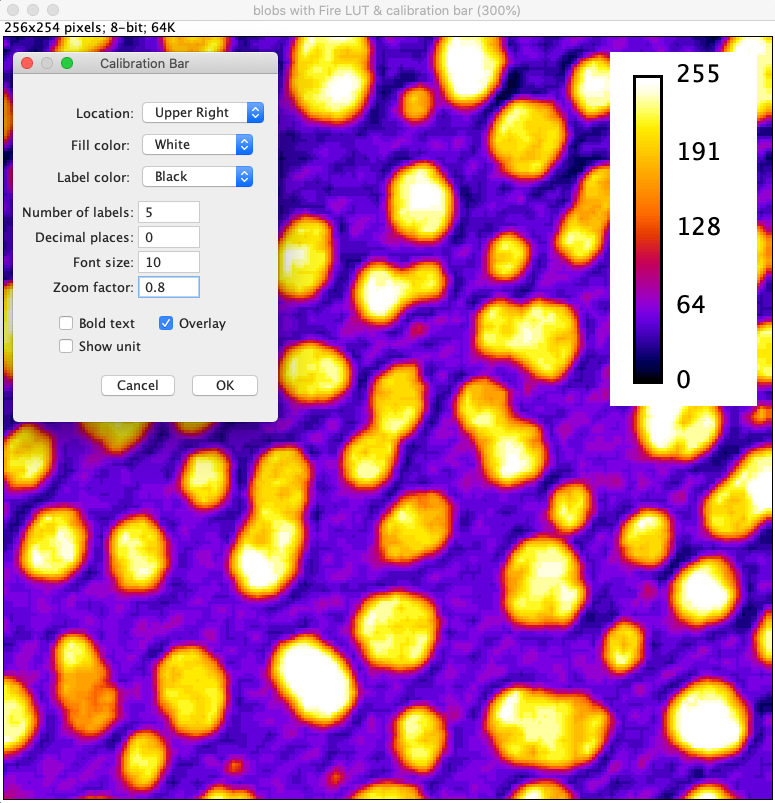 blobs with Fire LUT & calibration bar (300%)
256x254 pixels; 8-bit; 64K
Calibration Bar
Location: Upper Right
Fill color: White
Label color: Black
Number of labels: 5
Decimal places: 0
Font size: 10
Zoom factor: 0.8
Bold text Overlay
Show unit
Cancel OK
255
191
128
64
0